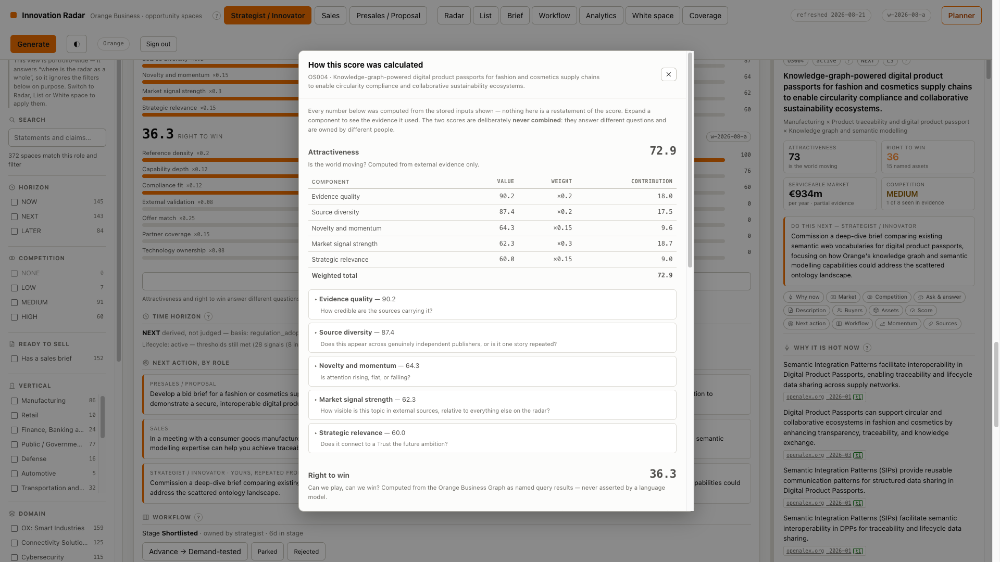 Innovation Radar
Orange Business · opportunity spaces
?
Strategist / Innovator
Sales
Presales / Proposal
Radar
List
Brief
Workflow
Analytics
White space
Coverage
refreshed 2026-08-21
w-2026-08-a
Planner
Generate
Orange
Sign out
This view is portfolio-wide — it
answers "where is the radar as a
whole", so it ignores the filters
below on purpose. Switch to
Radar, List or White space to
apply them.
SEARCH
Statements and claims...
372 spaces match this role and
filter
HORIZON
NOW 145
NEXT 143
LATER 84
COMPETITION
NONE 0
LOW 7
MEDIUM 91
HIGH 60
READY TO SELL
Has a sales brief 152
VERTICAL
Manufacturing 86
Retail 10
Finance, Banking a... 24
Public / Governme... 77
Defense 16
Automotive 5
Transportation and... 32
DOMAIN
OX: Smart Industries 159
Connectivity Solutio... 125
Cybersecurity 115
Source diversity ×0.2 87
Novelty and momentum ×0.15 64
Market signal strength ×0.3 62
Strategic relevance ×0.15 60
36.3 RIGHT TO WIN
w-2026-08-a
Reference density ×0.2 100
Capability depth ×0.12 76
Compliance fit ×0.12 60
External validation ×0.08 0
Offer match ×0.25 0
Partner coverage ×0.15 0
Technology ownership ×0.08 0
Attractiveness and right to win answer different questions
TIME HORIZON ?
NEXT derived, not judged — basis: regulation_adop
Lifecycle: active — thresholds still met (28 signals (8 in
NEXT ACTION, BY ROLE
PRESALES / PROPOSAL
Develop a bid brief for a fashion or cosmetics sup
tion to
demonstrate a secure, interoperable digital produ
SALES
In a meeting with a consumer goods manufacture
semantic
modelling expertise can help you achieve traceab
STRATEGIST / INNOVATOR · YOURS, REPEATED FRO
Commission a deep-dive brief comparing existing
pabilities could
address the scattered ontology landscape.
WORKFLOW ?
Stage Shortlisted · owned by strategist · 6d in stage
Advance → Demand-tested
Parked
Rejected
How this score was calculated
OS004 · Knowledge-graph-powered digital product passports for fashion and cosmetics supply chains
to enable circularity compliance and collaborative sustainability ecosystems.
Every number below was computed from the stored inputs shown — nothing here is a restatement of the score. Expand a
component to see the evidence it used. The two scores are deliberately never combined: they answer different questions and
are owned by different people.
Attractiveness 72.9
Is the world moving? Computed from external evidence only.
COMPONENT VALUE WEIGHT CONTRIBUTION
Evidence quality 90.2 ×0.2 18.0
Source diversity 87.4 ×0.2 17.5
Novelty and momentum 64.3 ×0.15 9.6
Market signal strength 62.3 ×0.3 18.7
Strategic relevance 60.0 ×0.15 9.0
Weighted total 72.9
Evidence quality — 90.2
How credible are the sources carrying it?
Source diversity — 87.4
Does this appear across genuinely independent publishers, or is it one story repeated?
Novelty and momentum — 64.3
Is attention rising, flat, or falling?
Market signal strength — 62.3
How visible is this topic in external sources, relative to everything else on the radar?
Strategic relevance — 60.0
Does it connect to a Trust the future ambition?
Right to win 36.3
Can we play, can we win? Computed from the Orange Business Graph as named query results — never asserted by a language
model.
OS004 active ? NEXT L3 ?
Knowledge-graph-powered digital product
passports for fashion and cosmetics supply chains
to enable circularity compliance and collaborative
sustainability ecosystems.
Manufacturing × Product traceability and digital product passport
× Knowledge graph and semantic modelling
ATTRACTIVENESS
73
is the world moving
RIGHT TO WIN
36
15 named assets
SERVICEABLE MARKET
€934m
per year · partial evidence
COMPETITION
MEDIUM
1 of 8 seen in evidence
DO THIS NEXT — STRATEGIST / INNOVATOR
Commission a deep-dive brief comparing existing
semantic web vocabularies for digital product passports,
focusing on how Orange's knowledge graph and semantic
modelling capabilities could address the scattered
ontology landscape.
Why now
Market
Competition
Ask & answer
Description
Buyers
Assets
Score
Next action
Workflow
Momentum
Sources
WHY IT IS HOT NOW ?
Semantic Integration Patterns facilitate interoperability in
Digital Product Passports, enabling traceability and lifecycle
data sharing across supply networks.
openalex.org 2026-01 t1
Digital Product Passports can support circular and
collaborative ecosystems in fashion and cosmetics by
enhancing transparency, traceability, and knowledge
exchange.
openalex.org 2026-03 t1
Semantic Integration Patterns (SIPs) provide reusable
communication patterns for structured data sharing in
Digital Product Passports.
openalex.org 2026-01 t1
Semantic Integration Patterns (SIPs) facilitate semantic
interoperability in DPPs for traceability and lifecycle data
sharing.
openalex.org 2026-01 t1